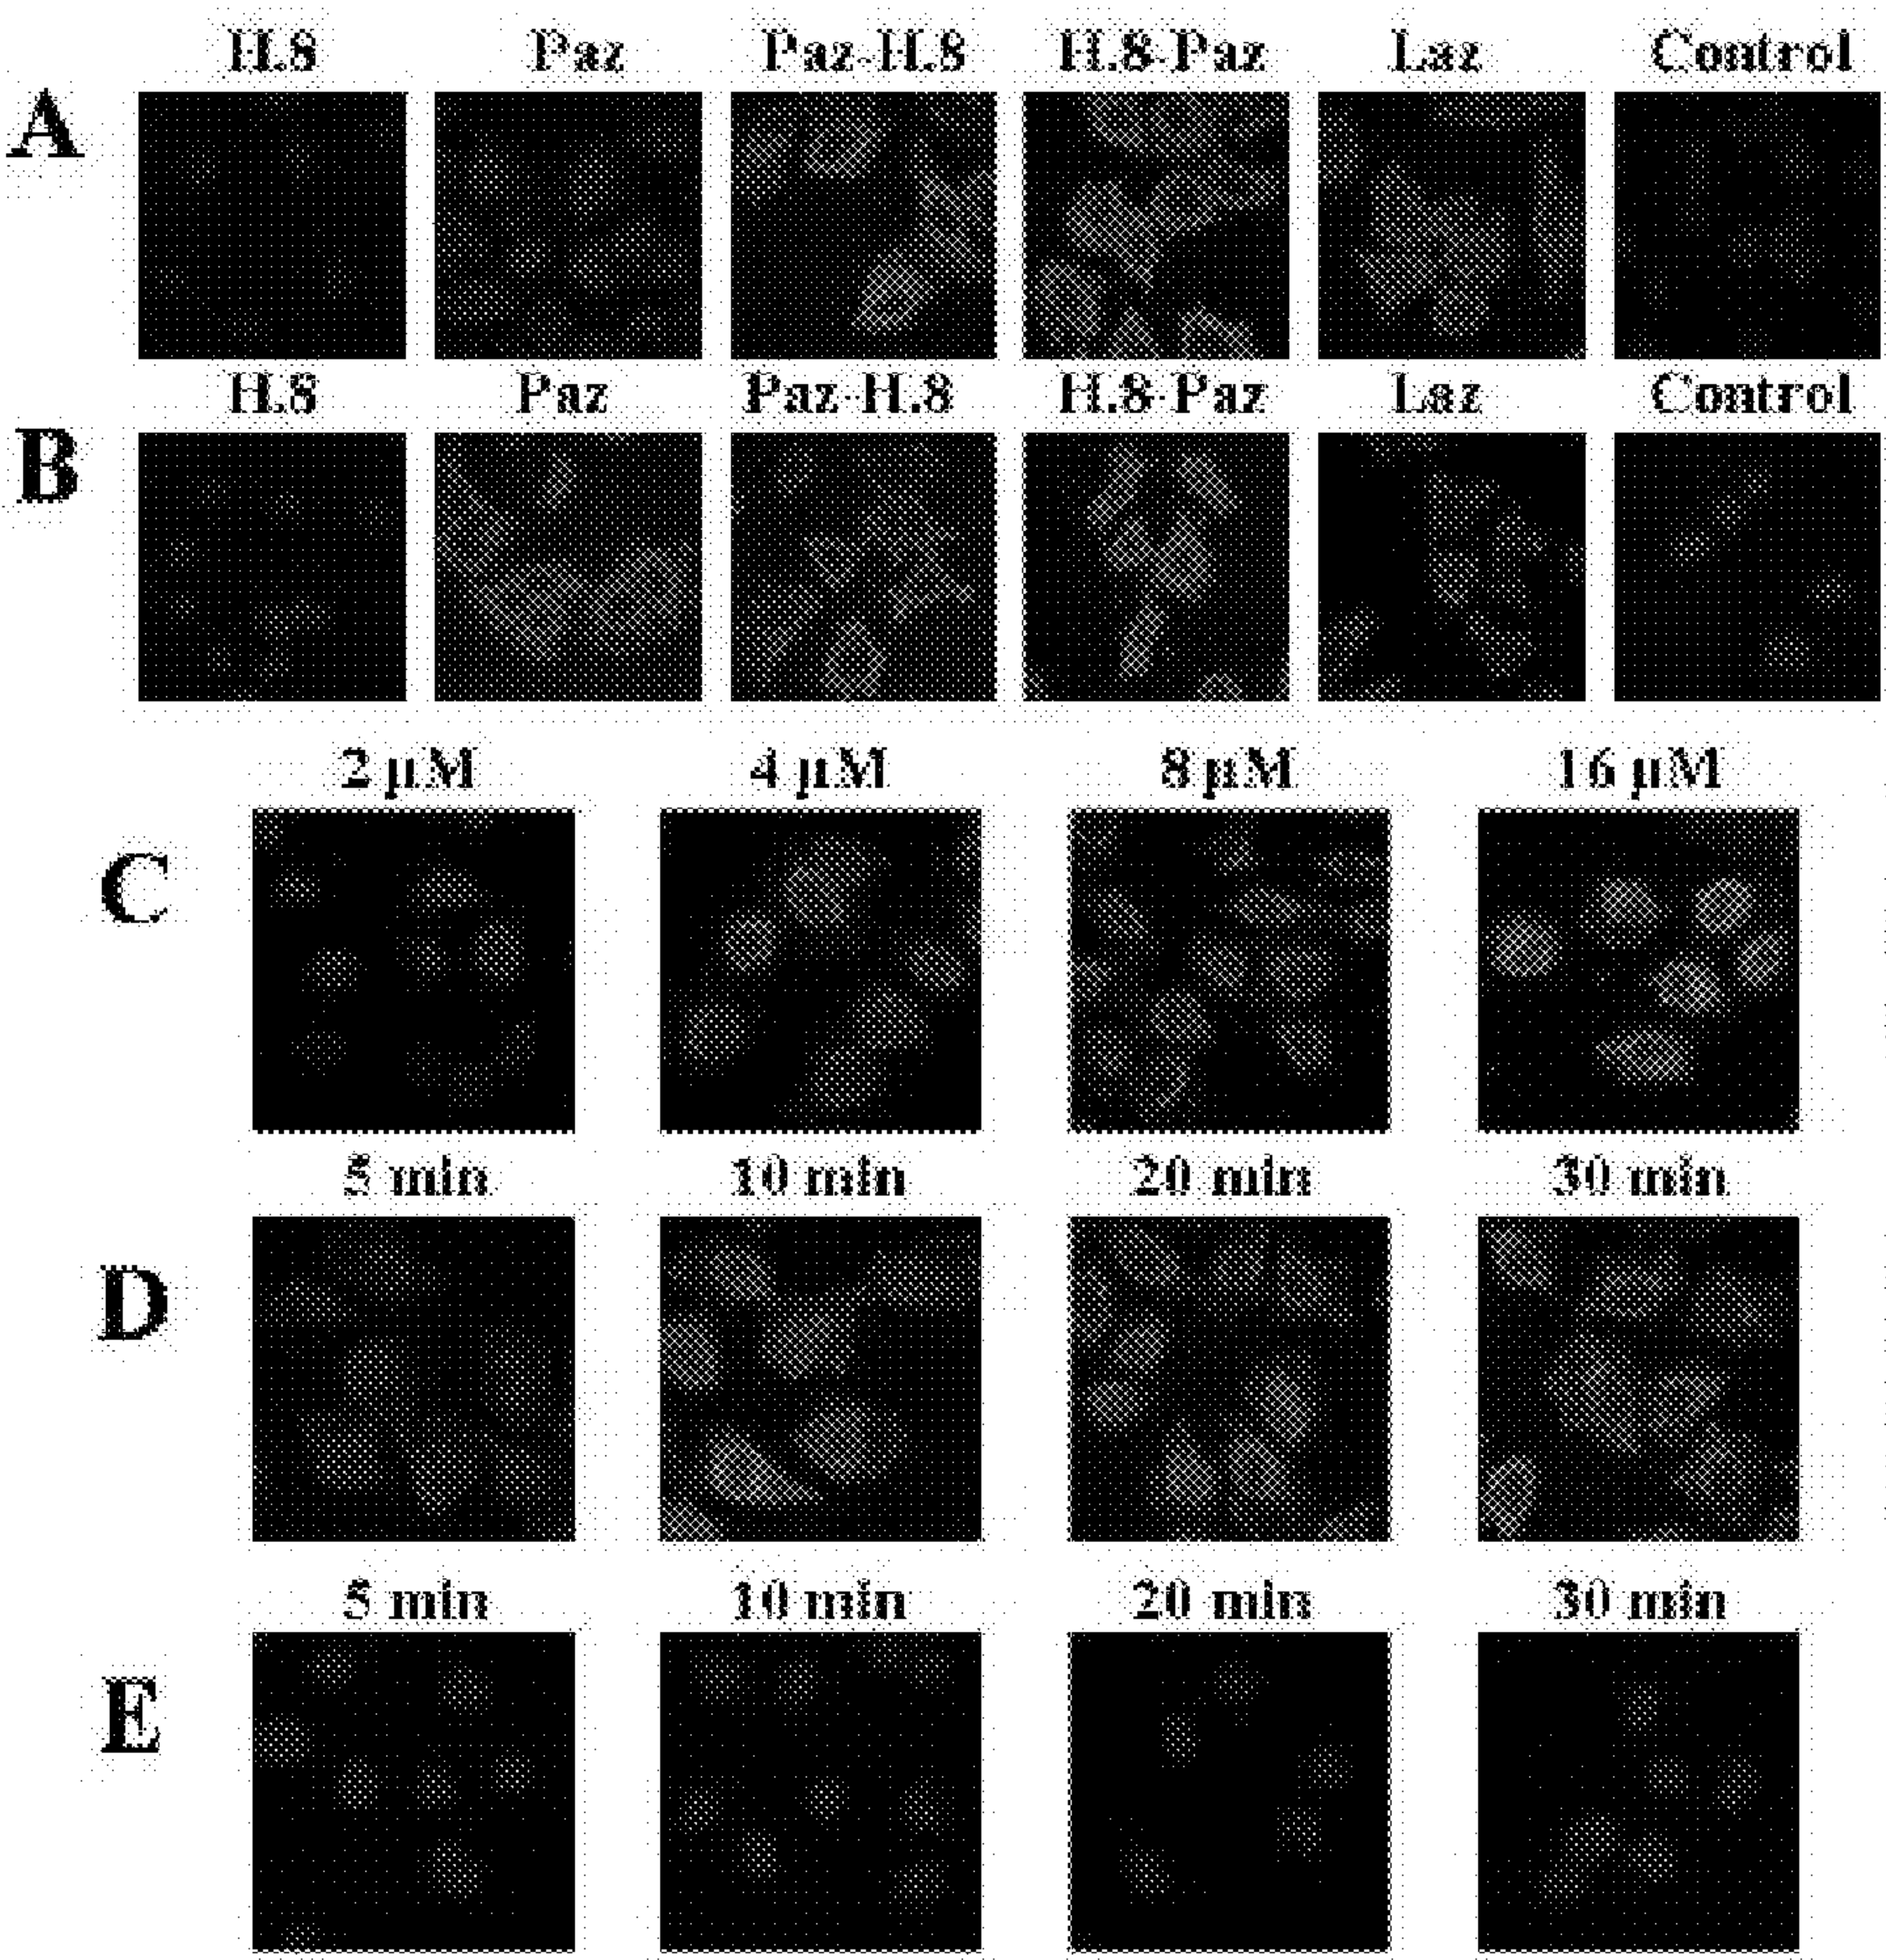 H.8 Paz Paz-H.8 H.8-Paz Laz Control
A
H.8 Paz Paz-H.8 H.8-Paz Laz Control
B
2 µM 4 µM 8 µM 16 µM
C
5 min 10 min 20 min 30 min
D
5 min 10 min 20 min 30 min
E